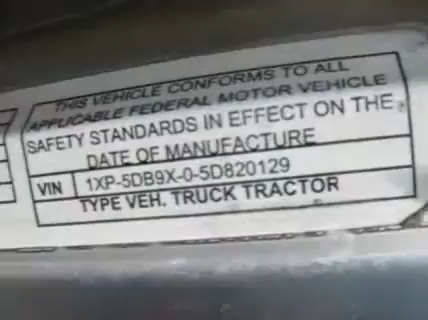 THIS VEHICLE CONFORMS TO ALL
APPLICABLE FEDERAL MOTOR VEHICLE
SAFETY STANDARDS IN EFFECT ON THE
DATE OF MANUFACTURE
VIN 1XP-5DB9X-0-5D820129
TYPE VEH. TRUCK TRACTOR